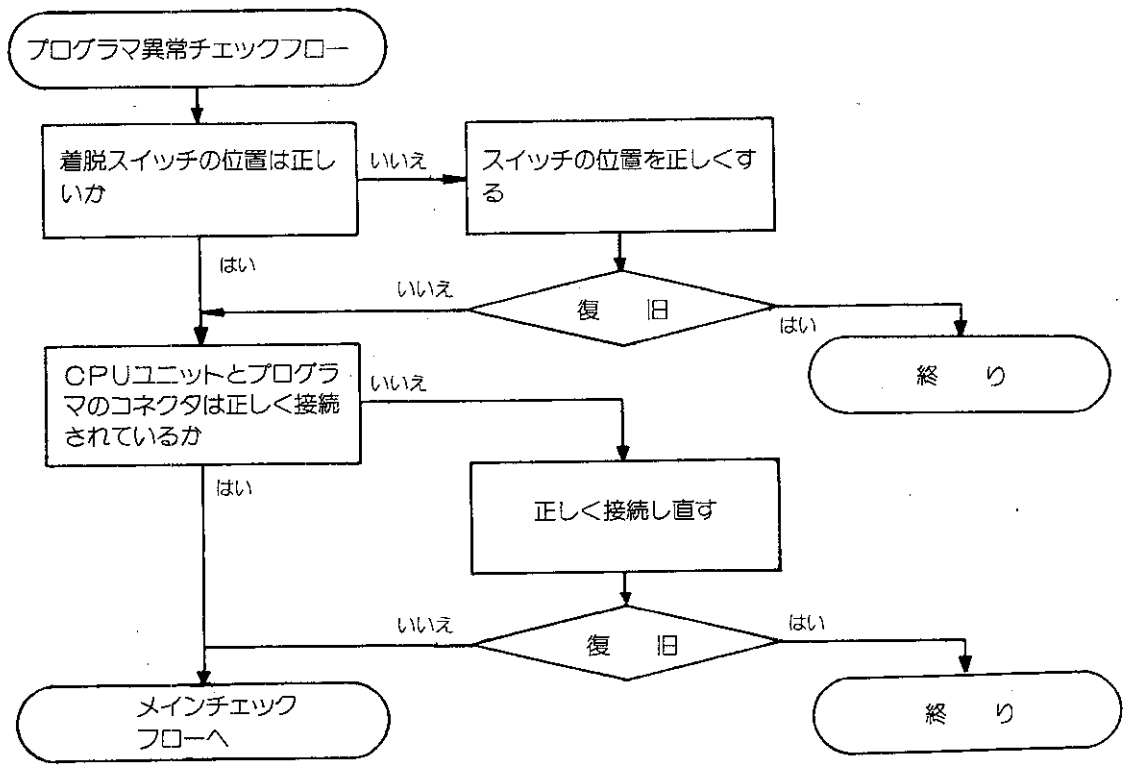 プログラマ異常チェックフロー
着脱スイッチの位置は正し
いか
いいえ
スイッチの位置を正しくす
る
はい
いいえ
復 旧
はい
終 り
CPUユニットとプログラ
マのコネクタは正しく接続
されているか
いいえ
はい
正しく接続し直す
いいえ
復 旧
はい
メインチェック
フローへ
終 り